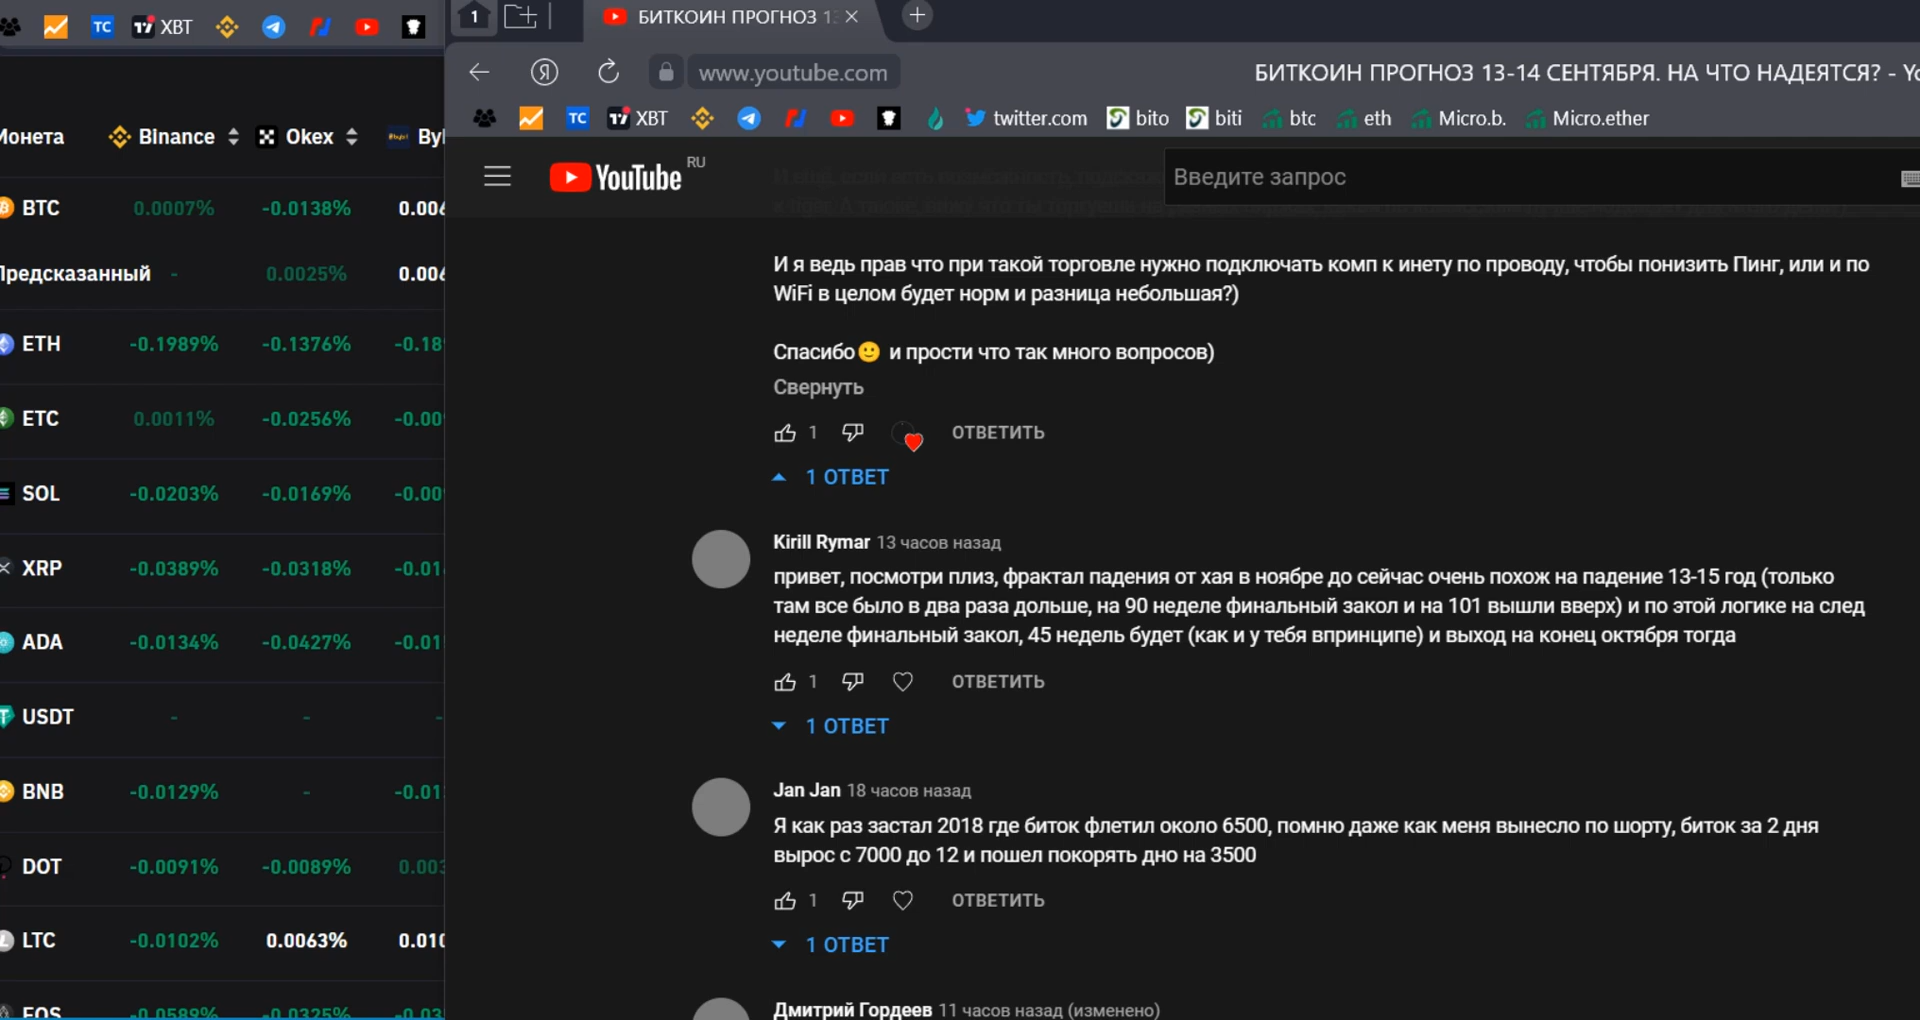 XBT
Монета Binance Okex
BTC 0.0007% -0.0138%
Предсказанный - 0.0025%
ETH -0.1989% -0.1376%
ETC 0.0011% -0.0256%
SOL -0.0203% -0.0169%
XRP -0.0389% -0.0318%
ADA -0.0134% -0.0427%
USDT - - -
BNB -0.0129% -
DOT -0.0091% -0.0089%
LTC -0.0102% 0.0063%
EOS -0.0589% -0.0325%
1 БИТКОИН ПРОГНОЗ 1
www.youtube.com БИТКОИН ПРОГНОЗ 13-14 СЕНТЯБРЯ. НА ЧТО НАДЕЯТСЯ? - Yo
TC XBT twitter.com bito biti btc eth Micro.b. Micro.ether
YouTube RU Введите запрос
И я ведь прав что при такой торговле нужно подключать комп к инету по проводу, чтобы понизить Пинг, или и по
WiFi в целом будет норм и разница небольшая?)
Спасибо🙂 и прости что так много вопросов)
Свернуть
1 ОТВЕТИТЬ
1 ОТВЕТ
Kirill Rymar 13 часов назад
привет, посмотри плиз, фрактал падения от хая в ноябре до сейчас очень похож на падение 13-15 год (только
там все было в два раза дольше, на 90 неделе финальный закол и на 101 вышли вверх) и по этой логике на след
неделе финальный закол, 45 недель будет (как и у тебя впринципе) и выход на конец октября тогда
1 ОТВЕТИТЬ
1 ОТВЕТ
Jan Jan 18 часов назад
Я как раз застал 2018 где биток флетил около 6500, помню даже как меня вынесло по шорту, биток за 2 дня
вырос с 7000 до 12 и пошел покорять дно на 3500
1 ОТВЕТИТЬ
1 ОТВЕТ
Дмитрий Гордеев 11 часов назад (изменено)